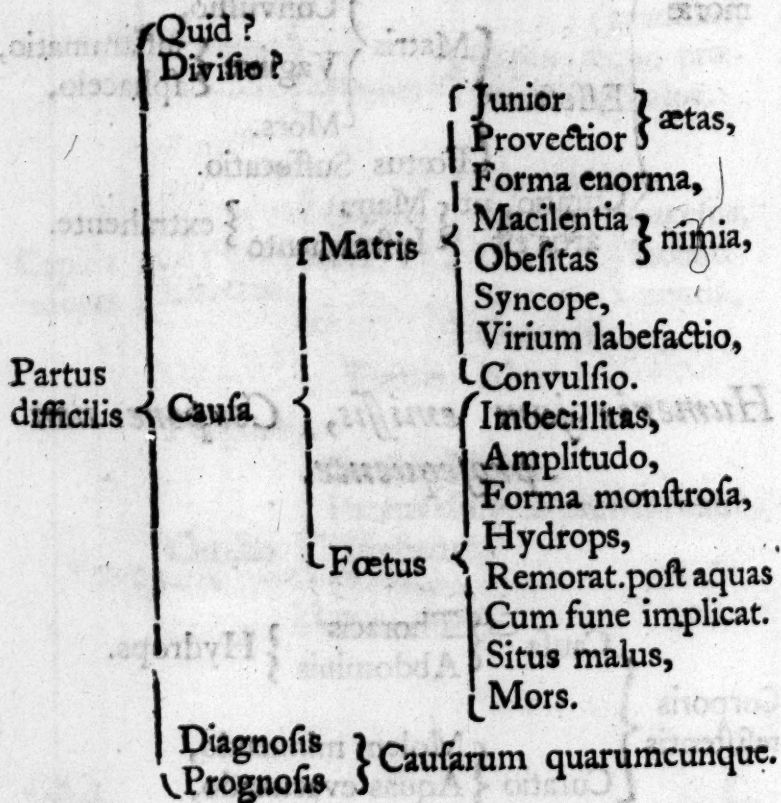 Quid ?
Diviſio ?
Junior
Provectior } ætas,
Forma enorma,
Macilentia
Obeſitas } nimia,
Matris
Syncope,
Virium labefactio,
Convulſio.
Partus
difficilis
Cauſa
Imbecillitas,
Amplitudo,
Forma monſtroſa,
Hydrops,
Fœtus
Remorat. poſt aquas
Cum fune implicat.
Situs malus,
Mors.
Diagnoſis
Prognoſis } Cauſarum quarumcunque.